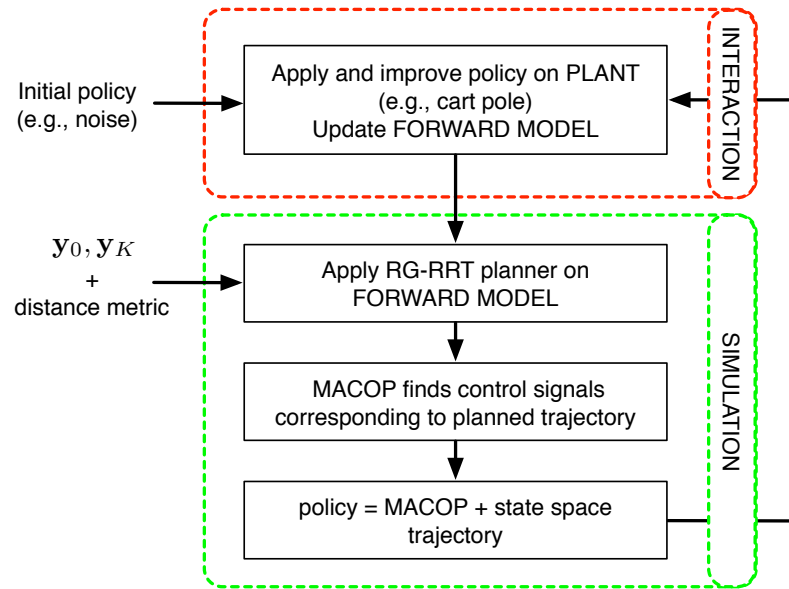 Initial policy
(e.g., noise)
Apply and improve policy on PLANT
(e.g., cart pole)
Update FORWARD MODEL
INTERACTION
y₀, y_K
+
distance metric
Apply RG-RRT planner on
FORWARD MODEL
MACOP finds control signals
corresponding to planned trajectory
policy = MACOP + state space
trajectory
SIMULATION